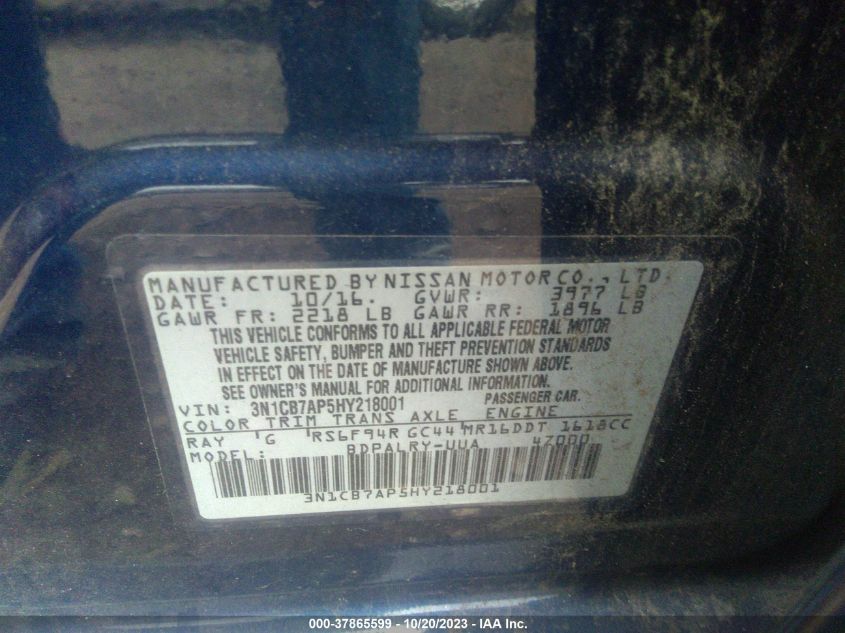 MANUFACTURED BY NISSAN MOTOR CO., LTD.
DATE: 10/16. GVWR: 3977 LB
GAWR FR: 2218 LB GAWR RR: 1896 LB
THIS VEHICLE CONFORMS TO ALL APPLICABLE FEDERAL MOTOR
VEHICLE SAFETY, BUMPER AND THEFT PREVENTION STANDARDS
IN EFFECT ON THE DATE OF MANUFACTURE SHOWN ABOVE.
SEE OWNER'S MANUAL FOR ADDITIONAL INFORMATION.
VIN: 3N1CB7AP5HY218001 PASSENGER CAR.
COLOR TRIM TRANS AXLE ENGINE
RAY G RS6F94R GC44 MR16DDT 1618CC
MODEL: BDPALRY-UUA 47000
3N1CB7AP5HY218001
000-37865599 - 10/20/2023 - IAA Inc.